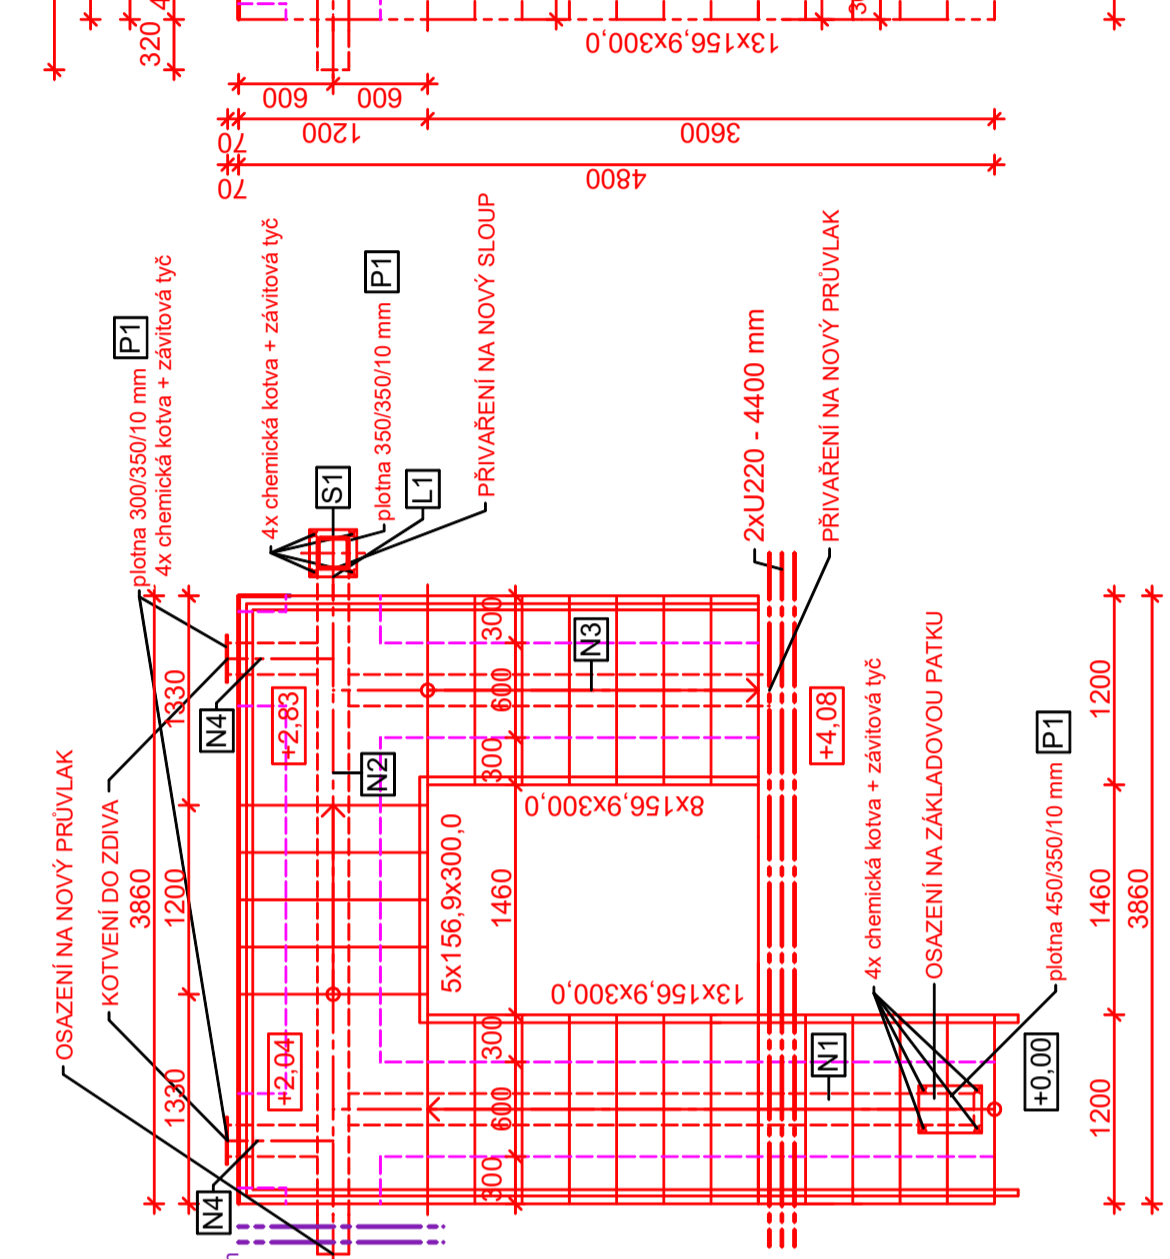 320
4
600
600
70
1200
3600
70
4800
13x156,9x300,0
30
plotna 300/350/10 mm P1
4x chemická kotva + závitová tyč
4x chemická kotva + závitová tyč
plotna 350/350/10 mm P1
S1
L1
PŘIVAŘENÍ NA NOVÝ SLOUP
2xU220 - 4400 mm
PŘIVAŘENÍ NA NOVÝ PRŮVLAK
OSAZENÍ NA NOVÝ PRŮVLAK
KOTVENÍ DO ZDIVA
3860
1330
1200
1330
N4
N4
+2,83
+2,04
N2
N3
N1
300
600
300
1460
300
600
300
5x156,9x300,0
8x156,9x300,0
13x156,9x300,0
+4,08
4x chemická kotva + závitová tyč
OSAZENÍ NA ZÁKLADOVOU PATKU
plotna 450/350/10 mm P1
+0,00
1200
1460
1200
3860